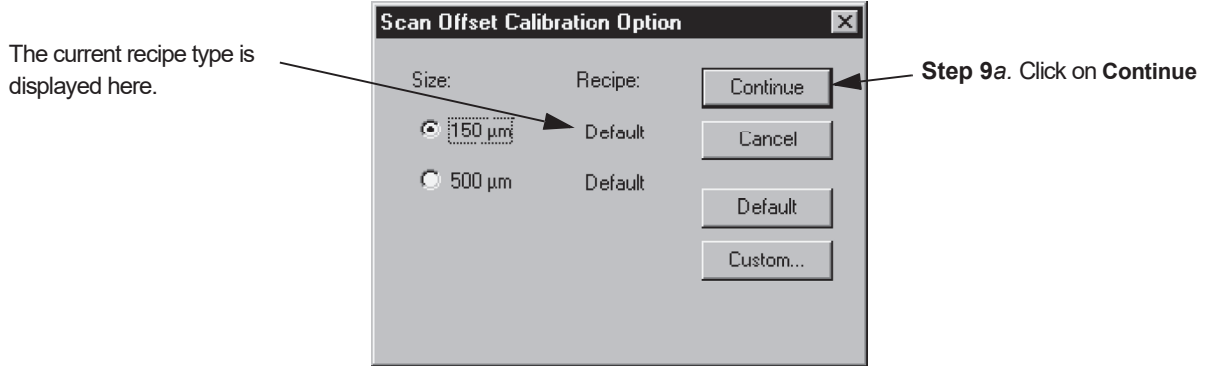 Scan Offset Calibration Option
The current recipe type is
displayed here.
Step 9a. Click on Continue
Size: Recipe: Continue
150 µm Default Cancel
500 µm Default
Default
Custom...